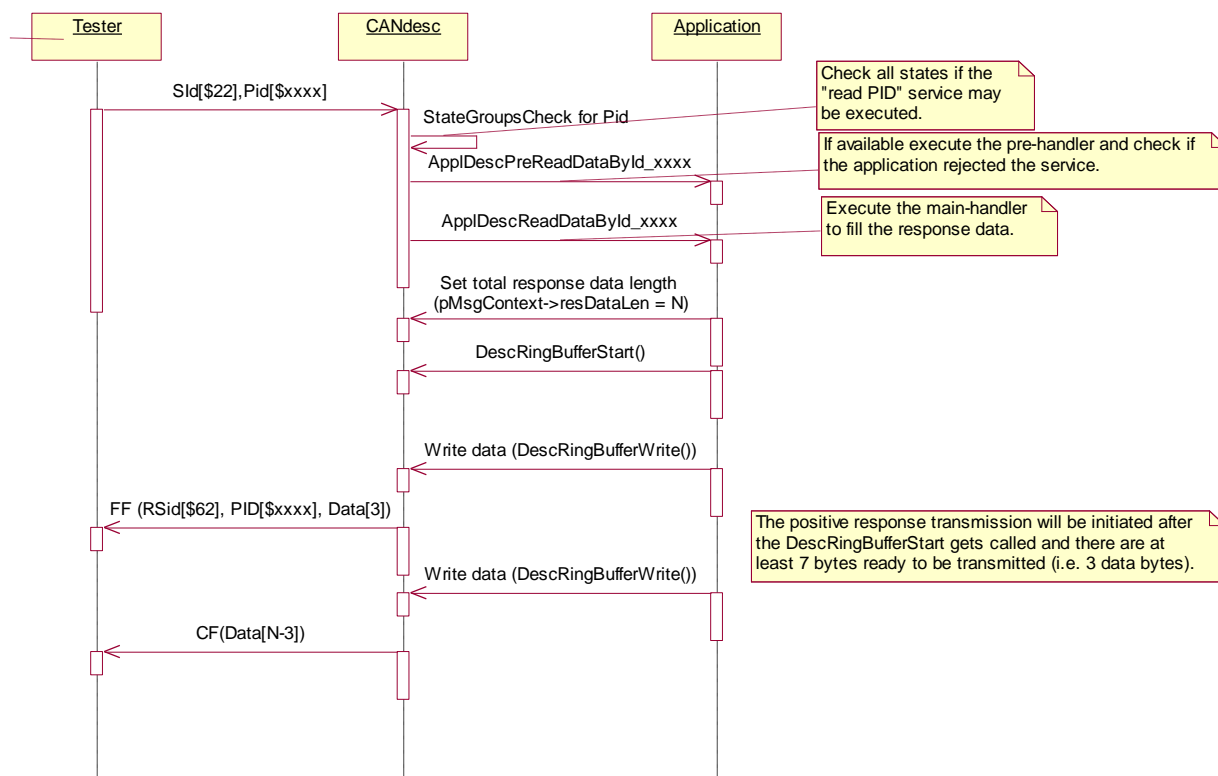 Tester
CANdesc
Application
SId[$22],Pid[$xxxx]
Check all states if the
"read PID" service may
be executed.
StateGroupsCheck for Pid
If available execute the pre-handler and check if
the application rejected the service.
ApplDescPreReadDataById_xxxx
Execute the main-handler
to fill the response data.
ApplDescReadDataById_xxxx
Set total response data length
(pMsgContext->resDataLen = N)
DescRingBufferStart()
Write data (DescRingBufferWrite())
FF (RSid[$62], PID[$xxxx], Data[3])
The positive response transmission will be initiated after
the DescRingBufferStart gets called and there are at
least 7 bytes ready to be transmitted (i.e. 3 data bytes).
Write data (DescRingBufferWrite())
CF(Data[N-3])